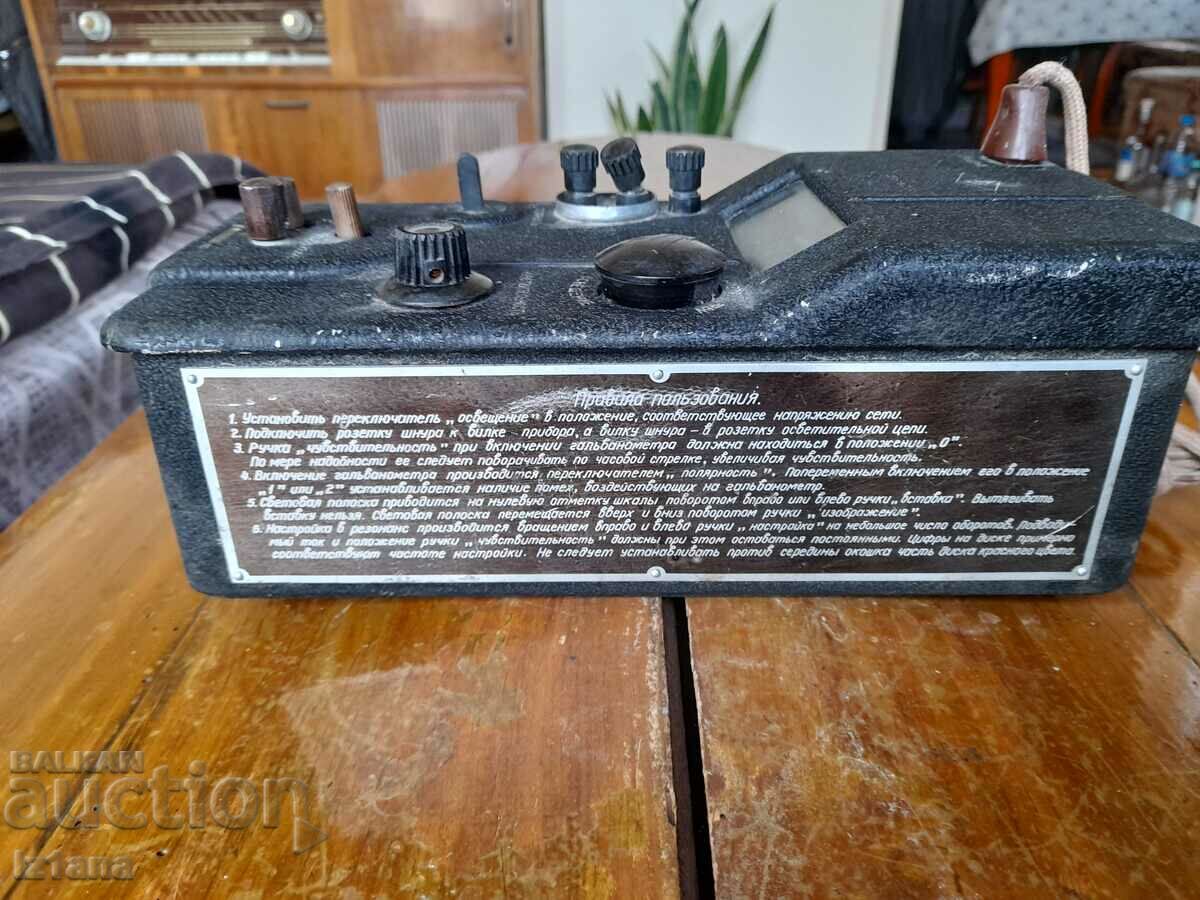 Правила пользования.
1. Установить переключатель „освещение" в положение, соответствующее напряжению сети.
2. Подключить розетку шнура к вилке - прибора, а вилку шнура - в розетку осветительной цепи.
3. Ручка „чувствительность" при включении гальванометра должна находиться в положении „0".
По мере надобности ее следует поворачивать по часовой стрелке, увеличивая чувствительность.
4. Включение гальванометра производится переключателем „полярность". Попеременным включением его в положение
„1" или „2" устанавливается наличие помех, воздействующих на гальванометр.
5. Световая полоска приводится на нулевую отметку шкалы поворотом вправо или влево ручки „вставка". Вытягивать
вставку нельзя. Световая полоска перемещается вверх и вниз поворотом ручки „изображение".
6. Настройка в резонанс производится вращением вправо и влево ручки „настройка" на небольшое число оборотов. Подводи-
мый ток и положение ручки „чувствительность" должны при этом оставаться постоянными. Цифры на диске примерно
соответствуют частоте настройки. Не следует устанавливать против середины окошка часть диска красного цвета.
BALKAN
auction
iz1ana